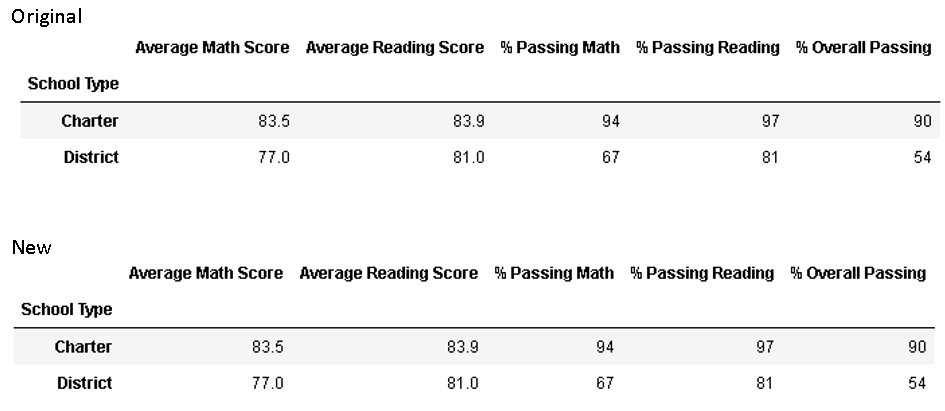 Original
Average Math Score Average Reading Score % Passing Math % Passing Reading % Overall Passing
School Type
Charter 83.5 83.9 94 97 90
District 77.0 81.0 67 81 54
New
Average Math Score Average Reading Score % Passing Math % Passing Reading % Overall Passing
School Type
Charter 83.5 83.9 94 97 90
District 77.0 81.0 67 81 54